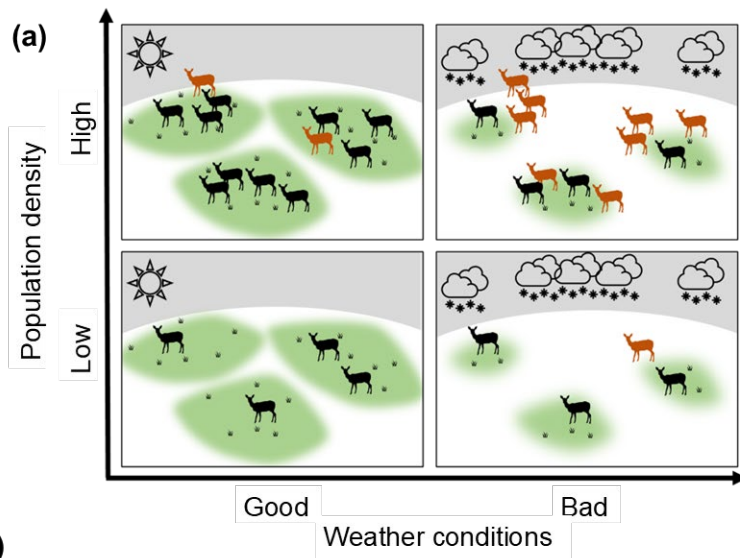 (a)
Population density
High
Low
Good
Bad
Weather conditions
)